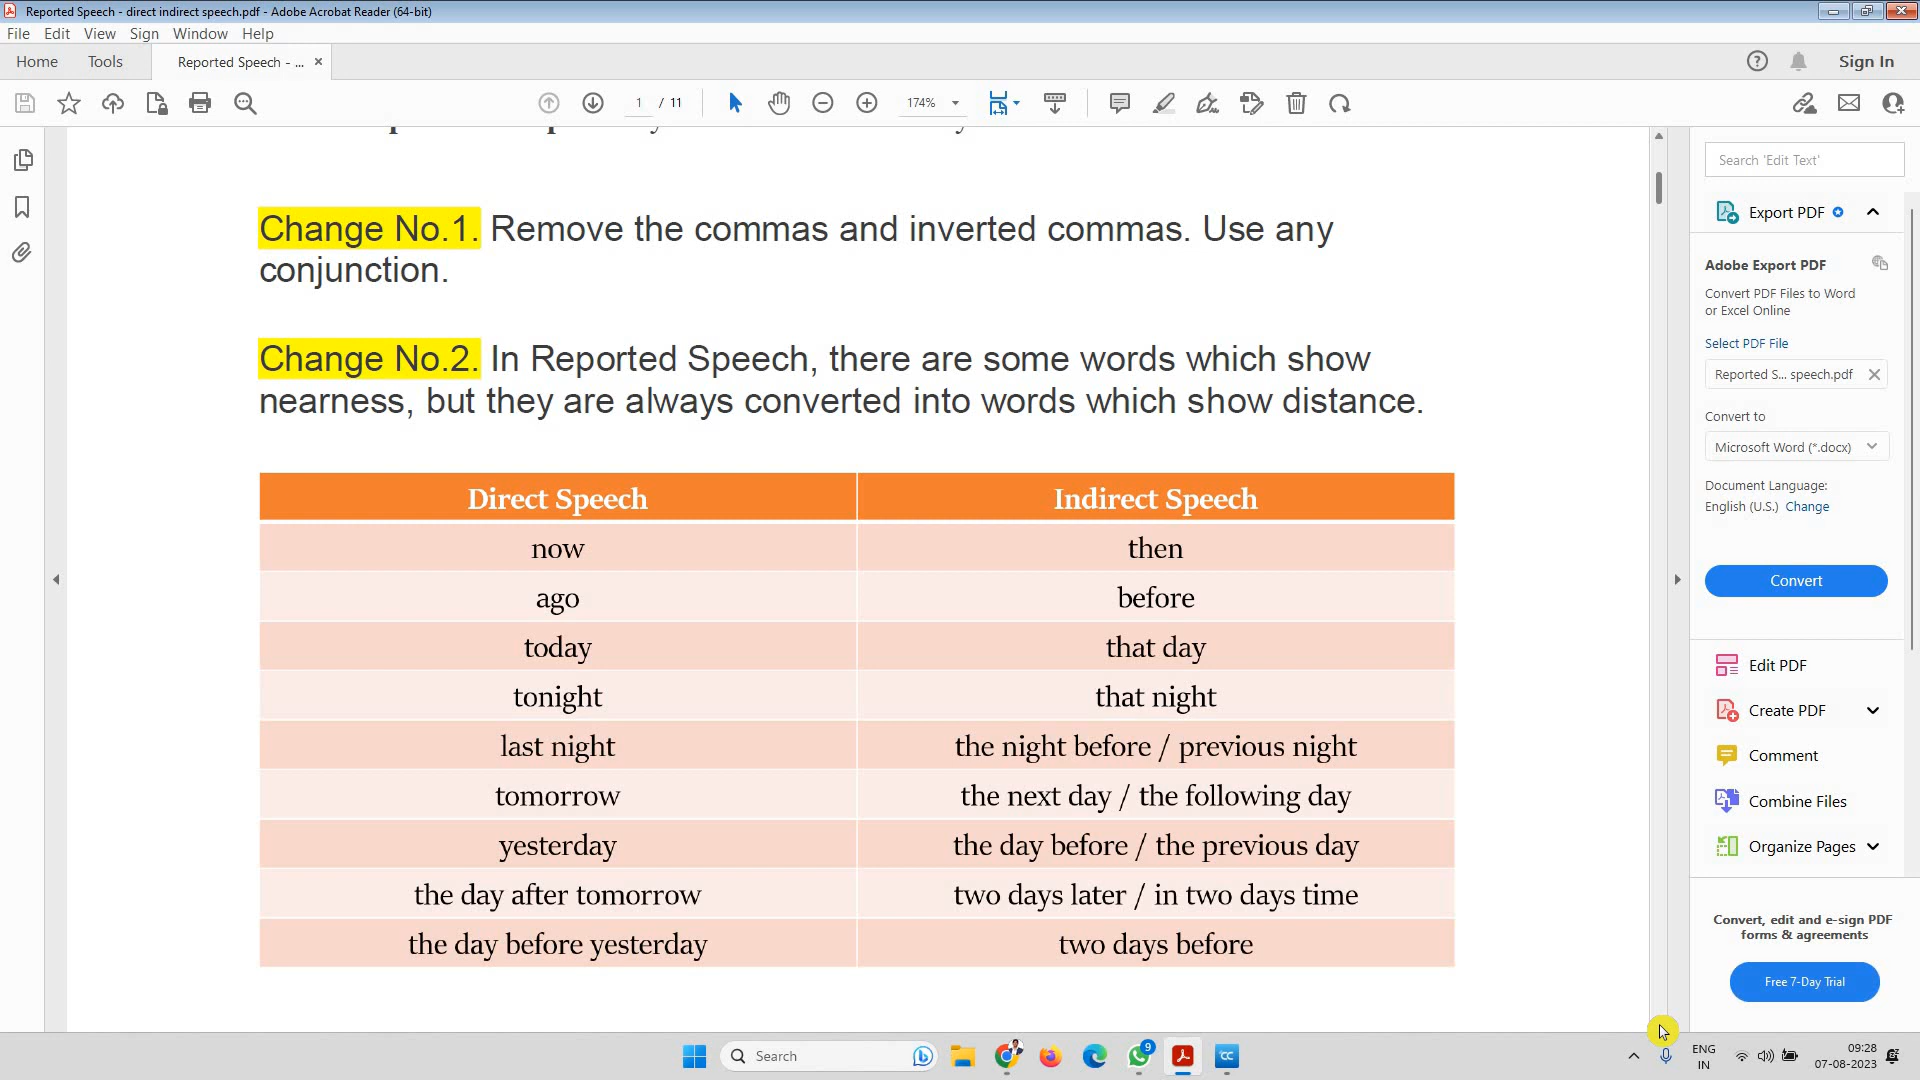 Reported Speech - direct indirect speech.pdf - Adobe Acrobat Reader (64-bit)
File Edit View Sign Window Help
Home Tools Reported Speech - ... × Sign In
1 / 11 174%
Change No.1. Remove the commas and inverted commas. Use any
conjunction.
Change No.2. In Reported Speech, there are some words which show
nearness, but they are always converted into words which show distance.
Direct Speech Indirect Speech
now then
ago before
today that day
tonight that night
last night the night before / previous night
tomorrow the next day / the following day
yesterday the day before / the previous day
the day after tomorrow two days later / in two days time
the day before yesterday two days before
Search 'Edit Text'
Export PDF
Adobe Export PDF
Convert PDF Files to Word
or Excel Online
Select PDF File
Reported S... speech.pdf
Convert to
Microsoft Word (*.docx)
Document Language:
English (U.S.) Change
Convert
Edit PDF
Create PDF
Comment
Combine Files
Organize Pages
Convert, edit and e-sign PDF
forms & agreements
Free 7-Day Trial
Search
9
CC
ENG
IN
09:28
07-08-2023